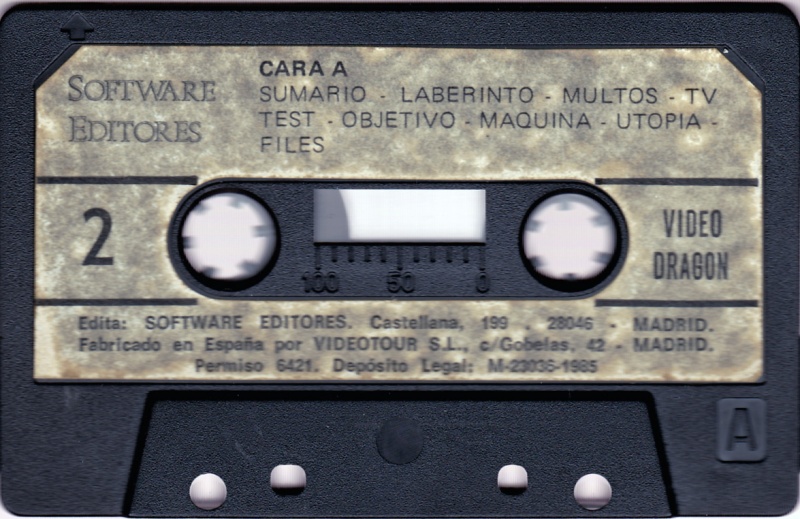 SOFTWARE
EDITORES
CARA A
SUMARIO - LABERINTO - MULTOS - TV
TEST - OBJETIVO - MAQUINA - UTOPIA -
FILES
2
VIDEO
DRAGON
100 50 0
Edita: SOFTWARE EDITORES. Castellana, 199 . 28046 - MADRID.
Fabricado en España por VIDEOTOUR S.L., c/Gobelas, 42 - MADRID.
Permiso 6421. Depósito Legal: M-23036-1985
A